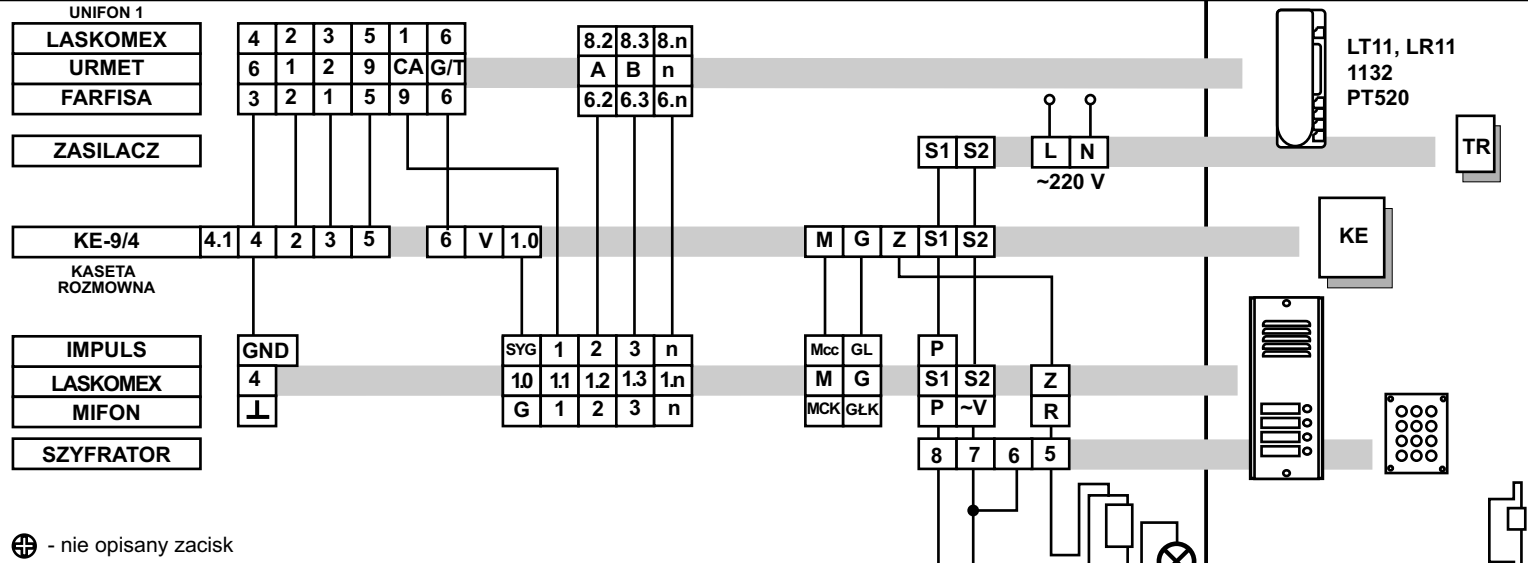 UNIFON 1
LASKOMEX 4 2 3 5 1 6 8.2 8.3 8.n
URMET 6 1 2 9 CA G/T A B n
FARFISA 3 2 1 5 9 6 6.2 6.3 6.n
LT11, LR11
1132
PT520
ZASILACZ S1 S2 L N TR
~220 V
KE-9/4 4.1 4 2 3 5 6 V 1.0 M G Z S1 S2 KE
KASETA
ROZMOWNA
IMPULS GND SYG 1 2 3 n Mcc GL P
LASKOMEX 4 1.0 1.1 1.2 1.3 1.n M G S1 S2 Z
MIFON ⊥ G 1 2 3 n MCK GŁK P ~V R
SZYFRATOR 8 7 6 5
- nie opisany zacisk